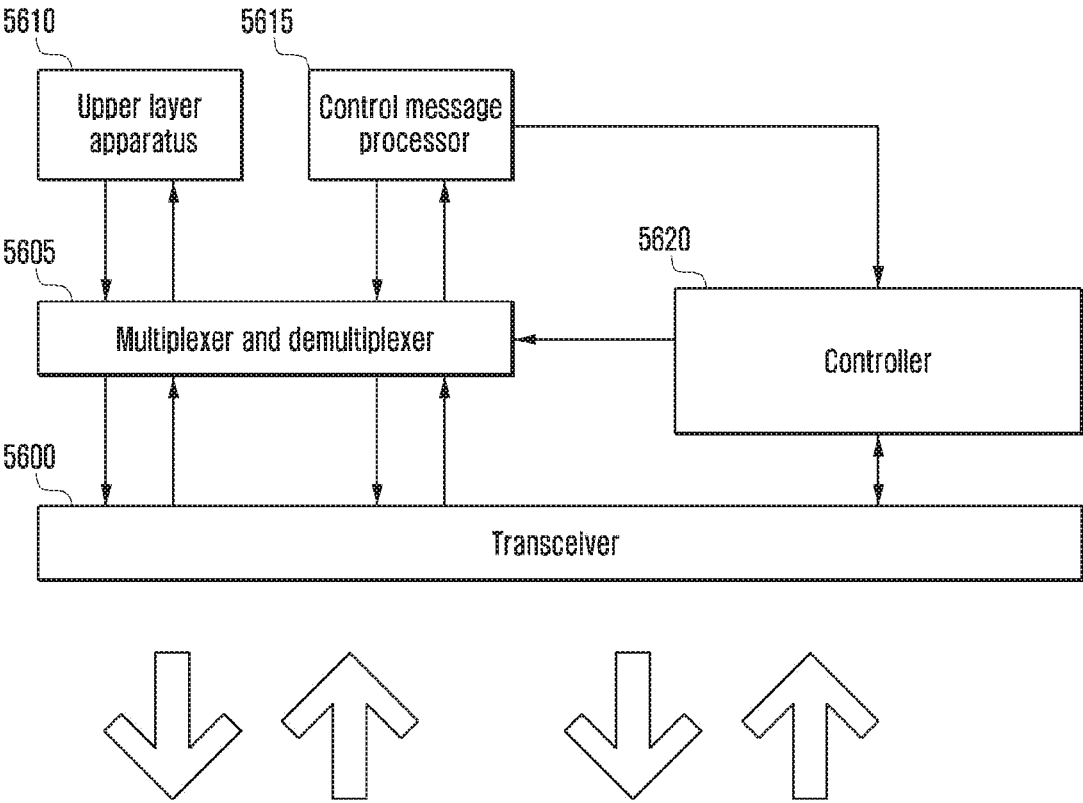 5610
5615
Upper layer
apparatus
Control message
processor
5605
5620
Multiplexer and demultiplexer
Controller
5600
Transceiver